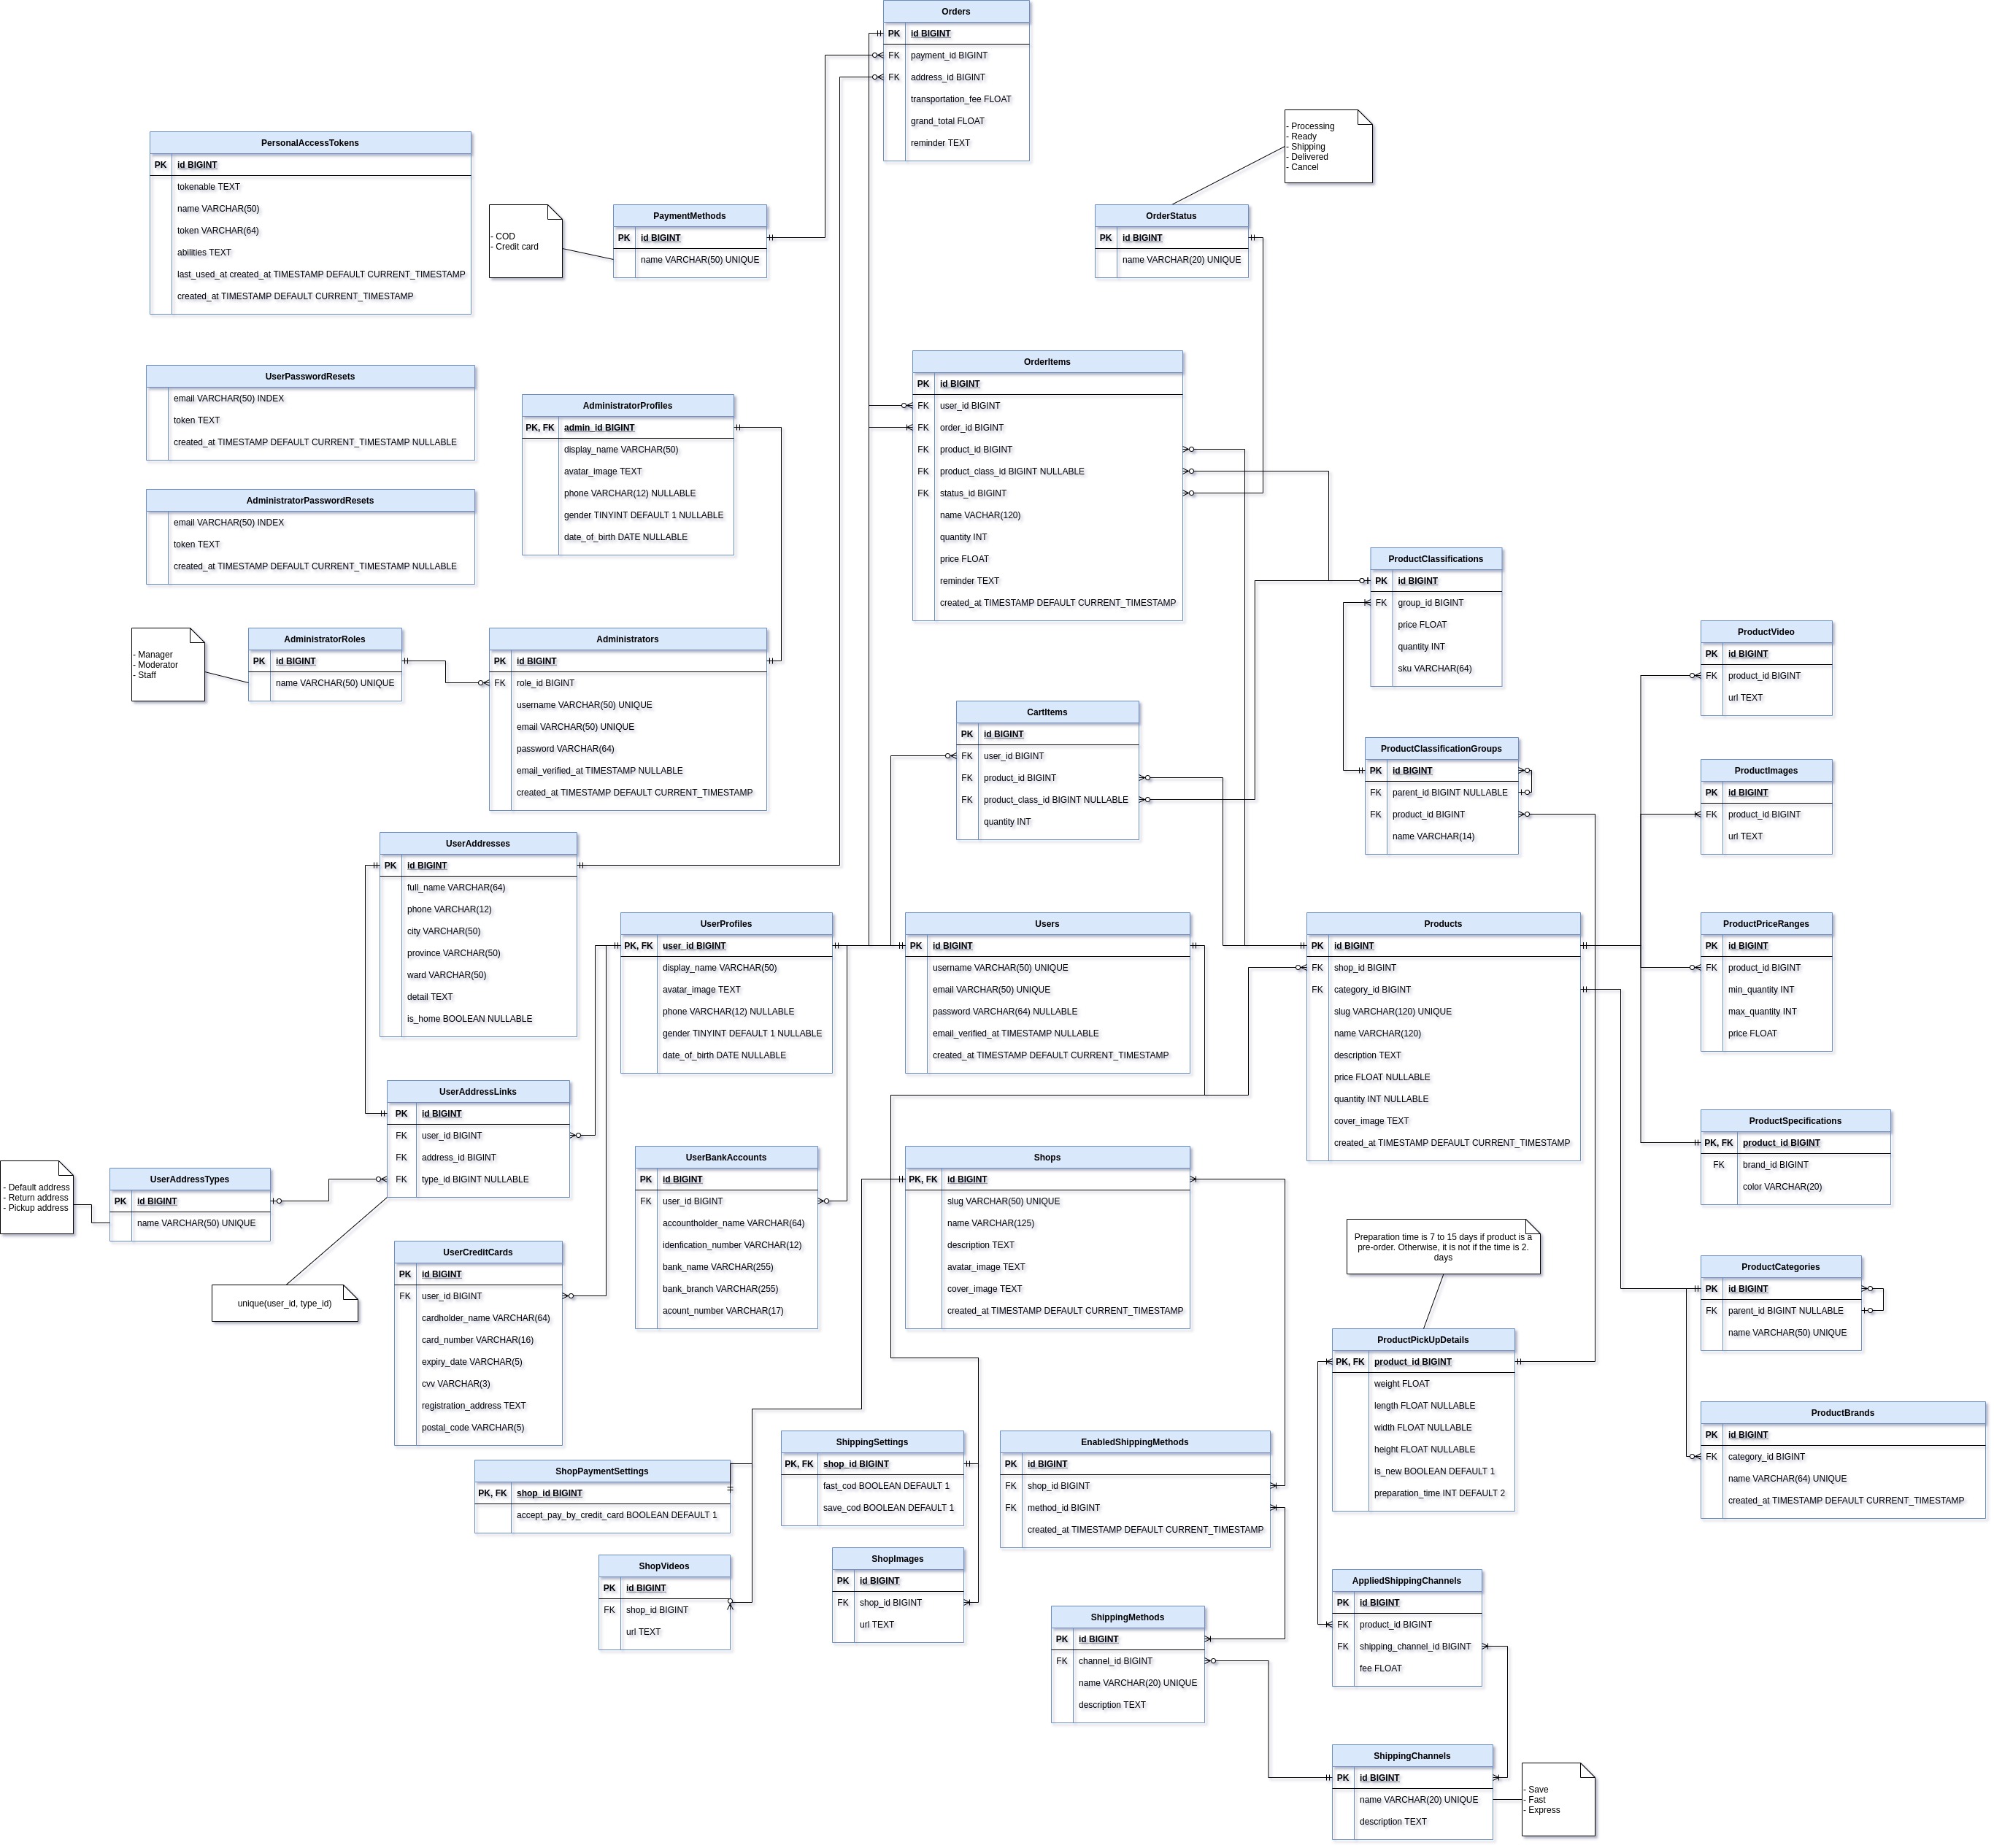 Orders
PK id BIGINT
FK payment_id BIGINT
FK address_id BIGINT
transportation_fee FLOAT
grand_total FLOAT
reminder TEXT
- Processing
- Ready
- Shipping
- Delivered
- Cancel
PersonalAccessTokens
PK id BIGINT
tokenable TEXT
name VARCHAR(50)
token VARCHAR(64)
abilities TEXT
last_used_at created_at TIMESTAMP DEFAULT CURRENT_TIMESTAMP
created_at TIMESTAMP DEFAULT CURRENT_TIMESTAMP
- COD
- Credit card
PaymentMethods
PK id BIGINT
name VARCHAR(50) UNIQUE
OrderStatus
PK id BIGINT
name VARCHAR(20) UNIQUE
UserPasswordResets
email VARCHAR(50) INDEX
token TEXT
created_at TIMESTAMP DEFAULT CURRENT_TIMESTAMP NULLABLE
AdministratorProfiles
PK, FK admin_id BIGINT
display_name VARCHAR(50)
avatar_image TEXT
phone VARCHAR(12) NULLABLE
gender TINYINT DEFAULT 1 NULLABLE
date_of_birth DATE NULLABLE
OrderItems
PK id BIGINT
FK user_id BIGINT
FK order_id BIGINT
FK product_id BIGINT
FK product_class_id BIGINT NULLABLE
FK status_id BIGINT
name VACHAR(120)
quantity INT
price FLOAT
reminder TEXT
created_at TIMESTAMP DEFAULT CURRENT_TIMESTAMP
AdministratorPasswordResets
email VARCHAR(50) INDEX
token TEXT
created_at TIMESTAMP DEFAULT CURRENT_TIMESTAMP NULLABLE
ProductClassifications
PK id BIGINT
FK group_id BIGINT
price FLOAT
quantity INT
sku VARCHAR(64)
- Manager
- Moderator
- Staff
AdministratorRoles
PK id BIGINT
name VARCHAR(50) UNIQUE
Administrators
PK id BIGINT
FK role_id BIGINT
username VARCHAR(50) UNIQUE
email VARCHAR(50) UNIQUE
password VARCHAR(64)
email_verified_at TIMESTAMP NULLABLE
created_at TIMESTAMP DEFAULT CURRENT_TIMESTAMP
ProductVideo
PK id BIGINT
FK product_id BIGINT
url TEXT
CartItems
PK id BIGINT
FK user_id BIGINT
FK product_id BIGINT
FK product_class_id BIGINT NULLABLE
quantity INT
ProductClassificationGroups
PK id BIGINT
FK parent_id BIGINT NULLABLE
FK product_id BIGINT
name VARCHAR(14)
ProductImages
PK id BIGINT
FK product_id BIGINT
url TEXT
UserAddresses
PK id BIGINT
full_name VARCHAR(64)
phone VARCHAR(12)
city VARCHAR(50)
province VARCHAR(50)
ward VARCHAR(50)
detail TEXT
is_home BOOLEAN NULLABLE
UserProfiles
PK, FK user_id BIGINT
display_name VARCHAR(50)
avatar_image TEXT
phone VARCHAR(12) NULLABLE
gender TINYINT DEFAULT 1 NULLABLE
date_of_birth DATE NULLABLE
Users
PK id BIGINT
username VARCHAR(50) UNIQUE
email VARCHAR(50) UNIQUE
password VARCHAR(64) NULLABLE
email_verified_at TIMESTAMP NULLABLE
created_at TIMESTAMP DEFAULT CURRENT_TIMESTAMP
Products
PK id BIGINT
FK shop_id BIGINT
FK category_id BIGINT
slug VARCHAR(120) UNIQUE
name VARCHAR(120)
description TEXT
price FLOAT NULLABLE
quantity INT NULLABLE
cover_image TEXT
created_at TIMESTAMP DEFAULT CURRENT_TIMESTAMP
ProductPriceRanges
PK id BIGINT
FK product_id BIGINT
min_quantity INT
max_quantity INT
price FLOAT
UserAddressLinks
PK id BIGINT
FK user_id BIGINT
FK address_id BIGINT
FK type_id BIGINT NULLABLE
ProductSpecifications
PK, FK product_id BIGINT
FK brand_id BIGINT
color VARCHAR(20)
- Default address
- Return address
- Pickup address
UserAddressTypes
PK id BIGINT
name VARCHAR(50) UNIQUE
UserBankAccounts
PK id BIGINT
FK user_id BIGINT
accountholder_name VARCHAR(64)
idenfication_number VARCHAR(12)
bank_name VARCHAR(255)
bank_branch VARCHAR(255)
acount_number VARCHAR(17)
Shops
PK, FK id BIGINT
slug VARCHAR(50) UNIQUE
name VARCHAR(125)
description TEXT
avatar_image TEXT
cover_image TEXT
created_at TIMESTAMP DEFAULT CURRENT_TIMESTAMP
Preparation time is 7 to 15 days if product is a
pre-order. Otherwise, it is not if the time is 2.
days
unique(user_id, type_id)
UserCreditCards
PK id BIGINT
FK user_id BIGINT
cardholder_name VARCHAR(64)
card_number VARCHAR(16)
expiry_date VARCHAR(5)
cvv VARCHAR(3)
registration_address TEXT
postal_code VARCHAR(5)
ProductCategories
PK id BIGINT
FK parent_id BIGINT NULLABLE
name VARCHAR(50) UNIQUE
ProductPickUpDetails
PK, FK product_id BIGINT
weight FLOAT
length FLOAT NULLABLE
width FLOAT NULLABLE
height FLOAT NULLABLE
is_new BOOLEAN DEFAULT 1
preparation_time INT DEFAULT 2
ProductBrands
PK id BIGINT
FK category_id BIGINT
name VARCHAR(64) UNIQUE
created_at TIMESTAMP DEFAULT CURRENT_TIMESTAMP
ShopPaymentSettings
PK, FK shop_id BIGINT
accept_pay_by_credit_card BOOLEAN DEFAULT 1
ShippingSettings
PK, FK shop_id BIGINT
fast_cod BOOLEAN DEFAULT 1
save_cod BOOLEAN DEFAULT 1
EnabledShippingMethods
PK id BIGINT
FK shop_id BIGINT
FK method_id BIGINT
created_at TIMESTAMP DEFAULT CURRENT_TIMESTAMP
ShopVideos
PK id BIGINT
FK shop_id BIGINT
url TEXT
ShopImages
PK id BIGINT
FK shop_id BIGINT
url TEXT
AppliedShippingChannels
PK id BIGINT
FK product_id BIGINT
FK shipping_channel_id BIGINT
fee FLOAT
ShippingMethods
PK id BIGINT
FK channel_id BIGINT
name VARCHAR(20) UNIQUE
description TEXT
ShippingChannels
PK id BIGINT
name VARCHAR(20) UNIQUE
description TEXT
- Save
- Fast
- Express